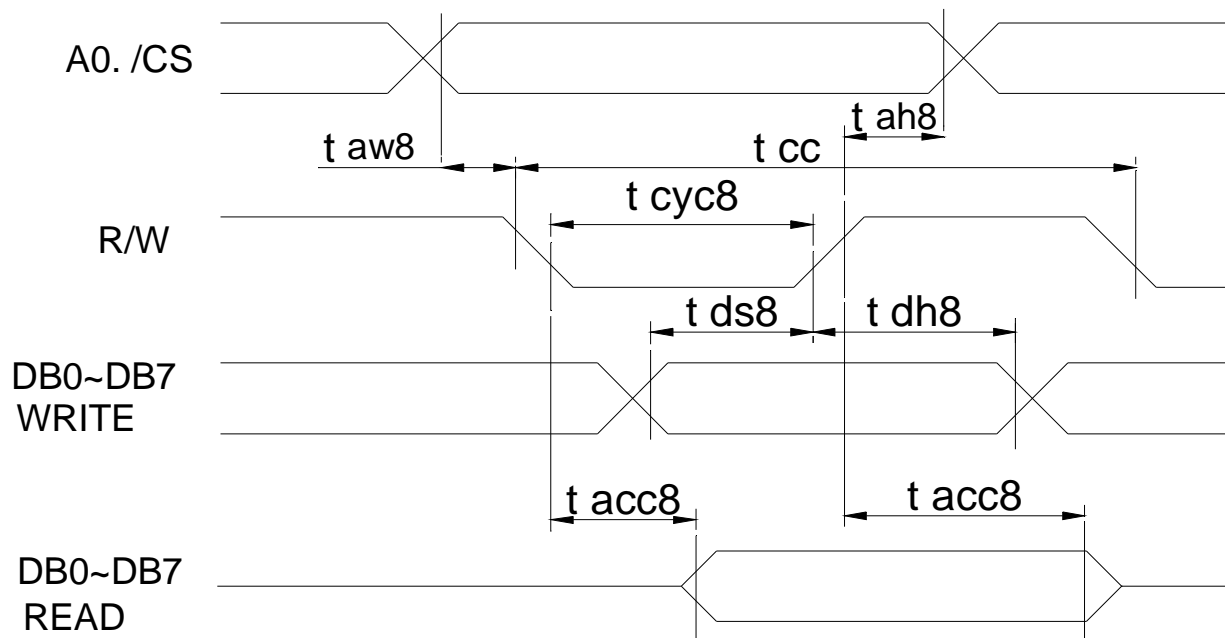 A0. /CS
t ah8
t aw8
t cc
t cyc8
R/W
t ds8
t dh8
DB0~DB7
WRITE
t acc8
t acc8
DB0~DB7
READ